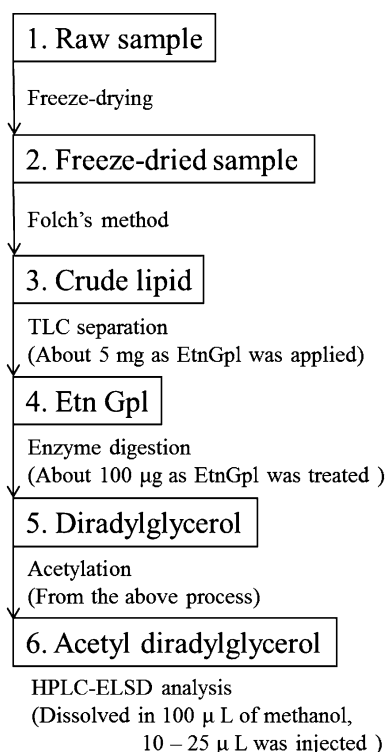 1. Raw sample
Freeze-drying
2. Freeze-dried sample
Folch's method
3. Crude lipid
TLC separation
(About 5 mg as EtnGpl was applied)
4. Etn Gpl
Enzyme digestion
(About 100 μg as EtnGpl was treated )
5. Diradylglycerol
Acetylation
(From the above process)
6. Acetyl diradylglycerol
HPLC-ELSD analysis
(Dissolved in 100 μ L of methanol,
10 – 25 μ L was injected )